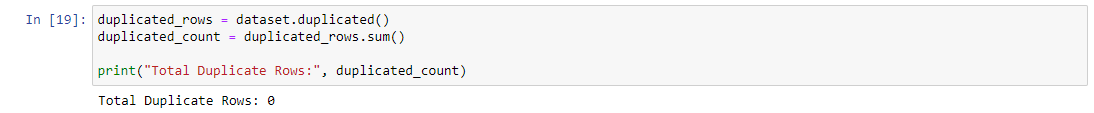 In [19]: duplicated_rows = dataset.duplicated()
duplicated_count = duplicated_rows.sum()
print("Total Duplicate Rows:", duplicated_count)
Total Duplicate Rows: 0